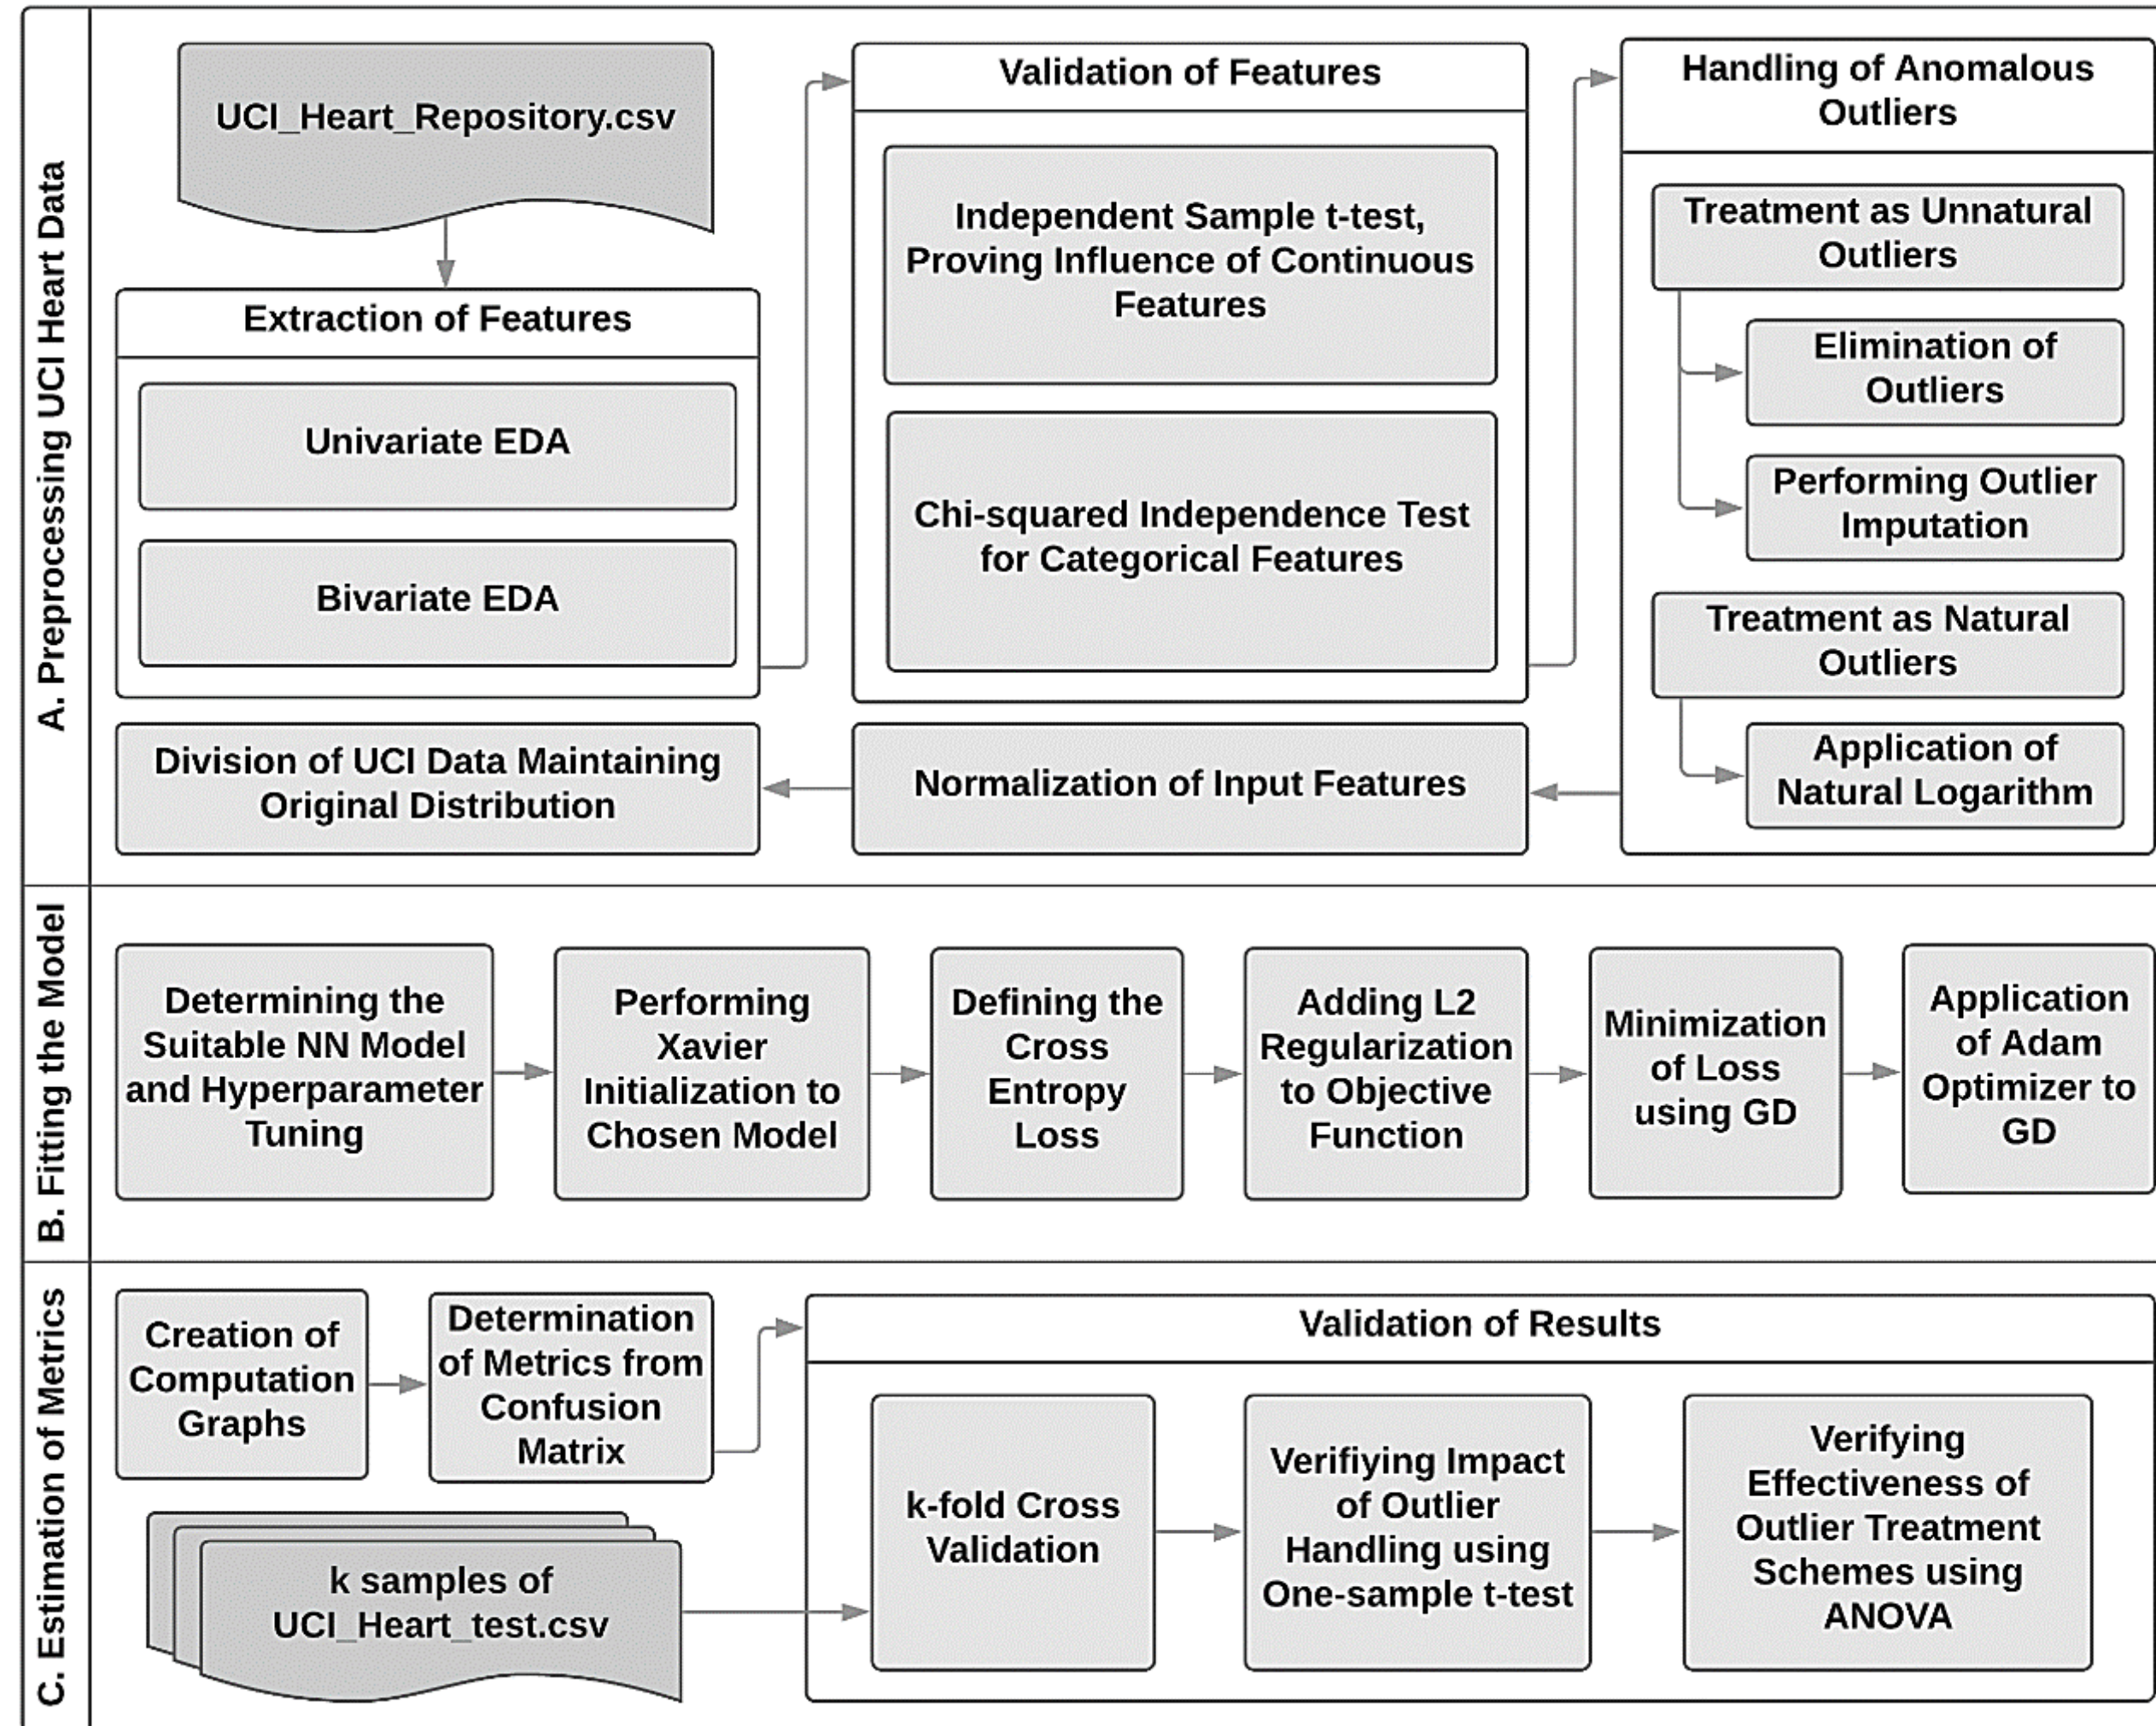 A. Preprocessing UCI Heart Data
UCI_Heart_Repository.csv
Extraction of Features
Univariate EDA
Bivariate EDA
Validation of Features
Independent Sample t-test,
Proving Influence of Continuous
Features
Chi-squared Independence Test
for Categorical Features
Handling of Anomalous
Outliers
Treatment as Unnatural
Outliers
Elimination of
Outliers
Performing Outlier
Imputation
Treatment as Natural
Outliers
Application of
Natural Logarithm
Normalization of Input Features
Division of UCI Data Maintaining
Original Distribution
B. Fitting the Model
Determining the
Suitable NN Model
and Hyperparameter
Tuning
Performing
Xavier
Initialization to
Chosen Model
Defining the
Cross
Entropy
Loss
Adding L2
Regularization
to Objective
Function
Minimization
of Loss
using GD
Application
of Adam
Optimizer to
GD
C. Estimation of Metrics
Creation of
Computation
Graphs
Determination
of Metrics from
Confusion
Matrix
k samples of
UCI_Heart_test.csv
Validation of Results
k-fold Cross
Validation
Verifiying Impact
of Outlier
Handling using
One-sample t-test
Verifying
Effectiveness of
Outlier Treatment
Schemes using
ANOVA